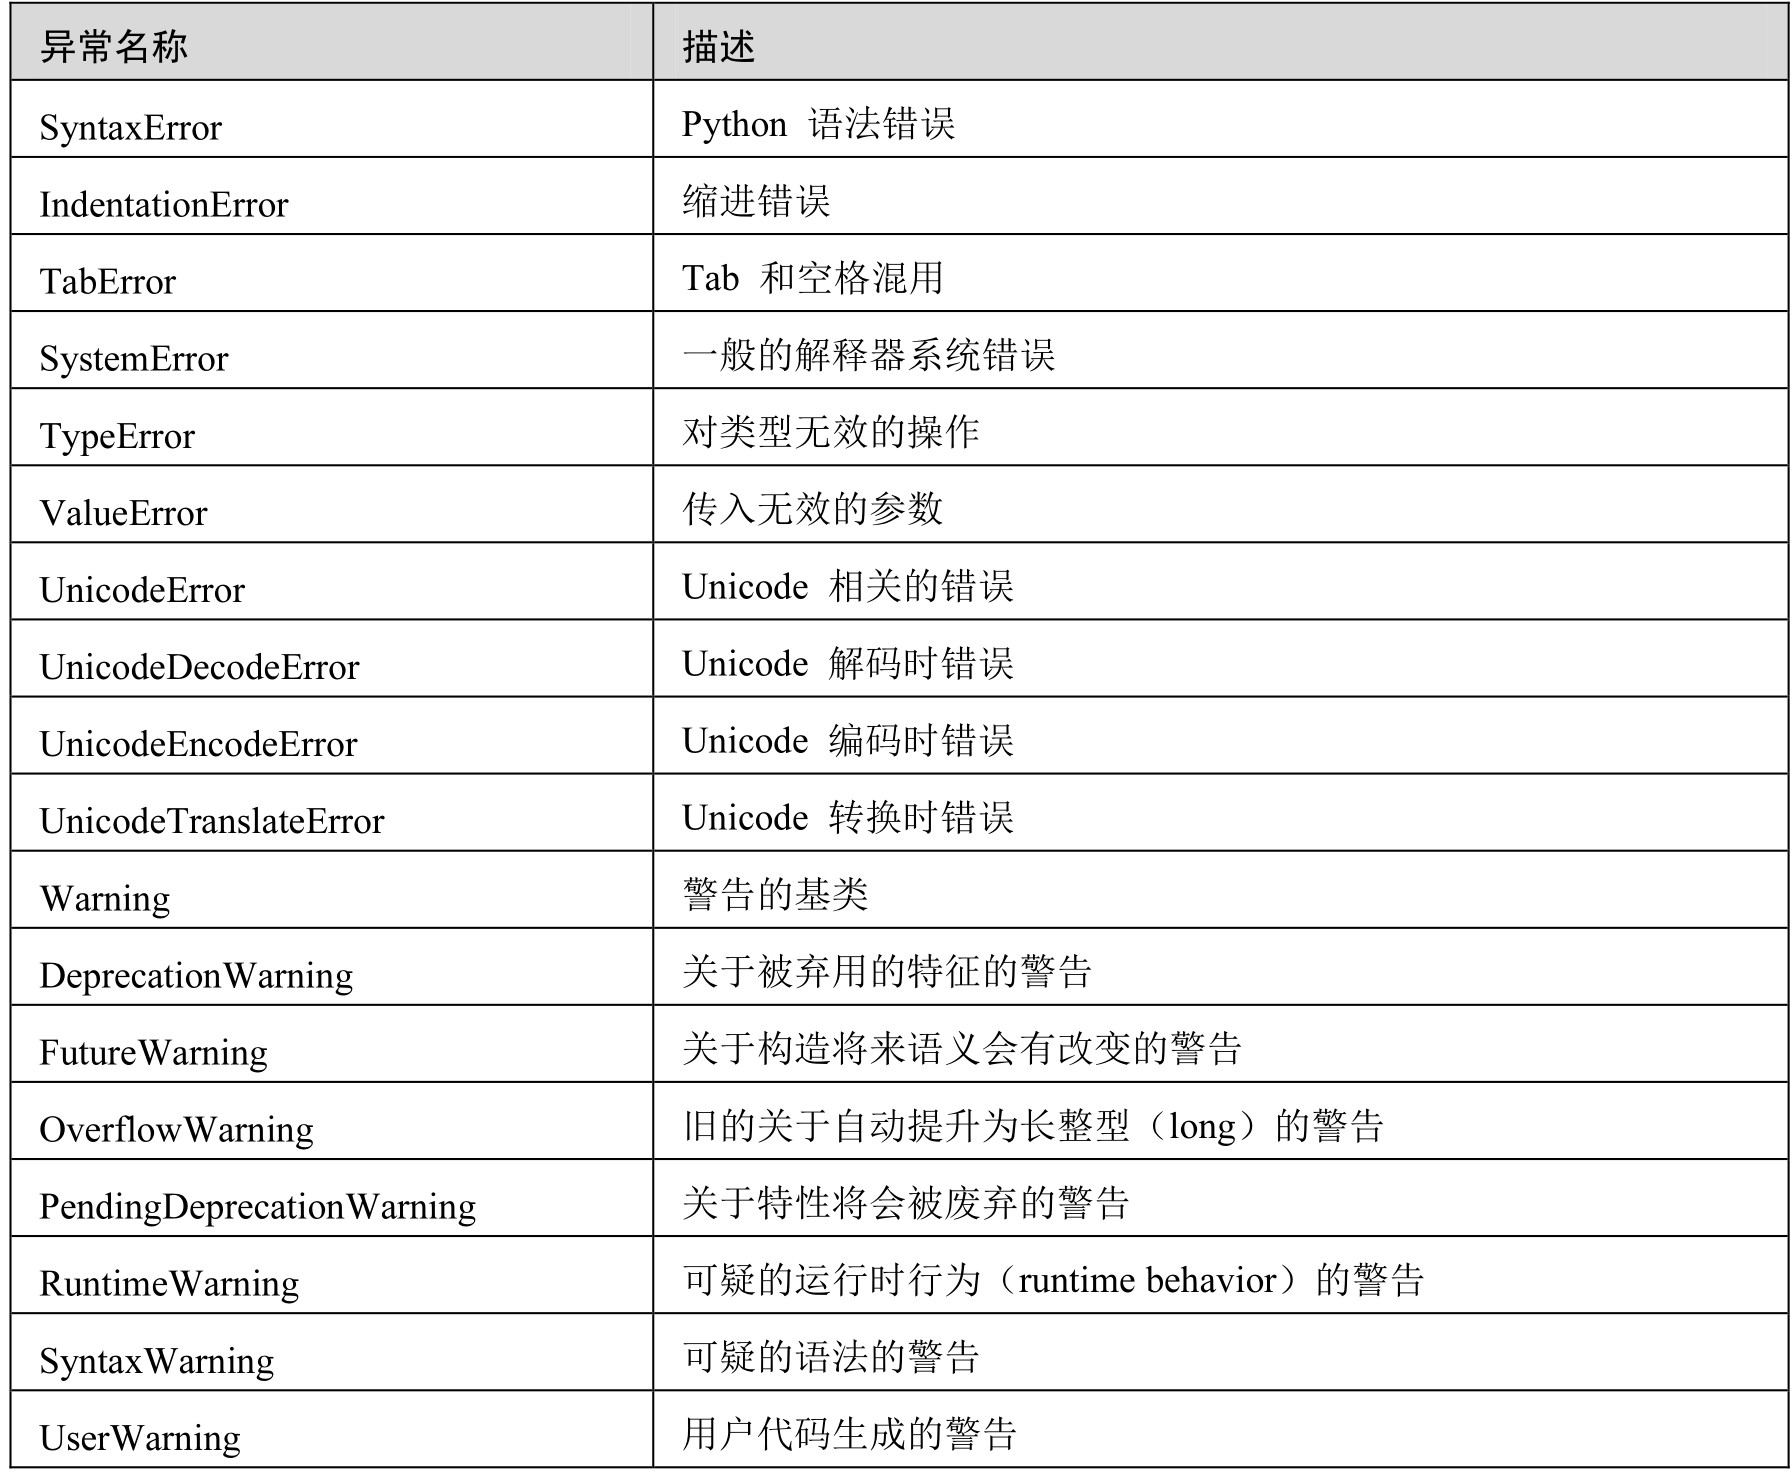 异常名称 描述
SyntaxError Python 语法错误
IndentationError 缩进错误
TabError Tab 和空格混用
SystemError 一般的解释器系统错误
TypeError 对类型无效的操作
ValueError 传入无效的参数
UnicodeError Unicode 相关的错误
UnicodeDecodeError Unicode 解码时错误
UnicodeEncodeError Unicode 编码时错误
UnicodeTranslateError Unicode 转换时错误
Warning 警告的基类
DeprecationWarning 关于被弃用的特征的警告
FutureWarning 关于构造将来语义会有改变的警告
OverflowWarning 旧的关于自动提升为长整型（long）的警告
PendingDeprecationWarning 关于特性将会被废弃的警告
RuntimeWarning 可疑的运行时行为（runtime behavior）的警告
SyntaxWarning 可疑的语法的警告
UserWarning 用户代码生成的警告